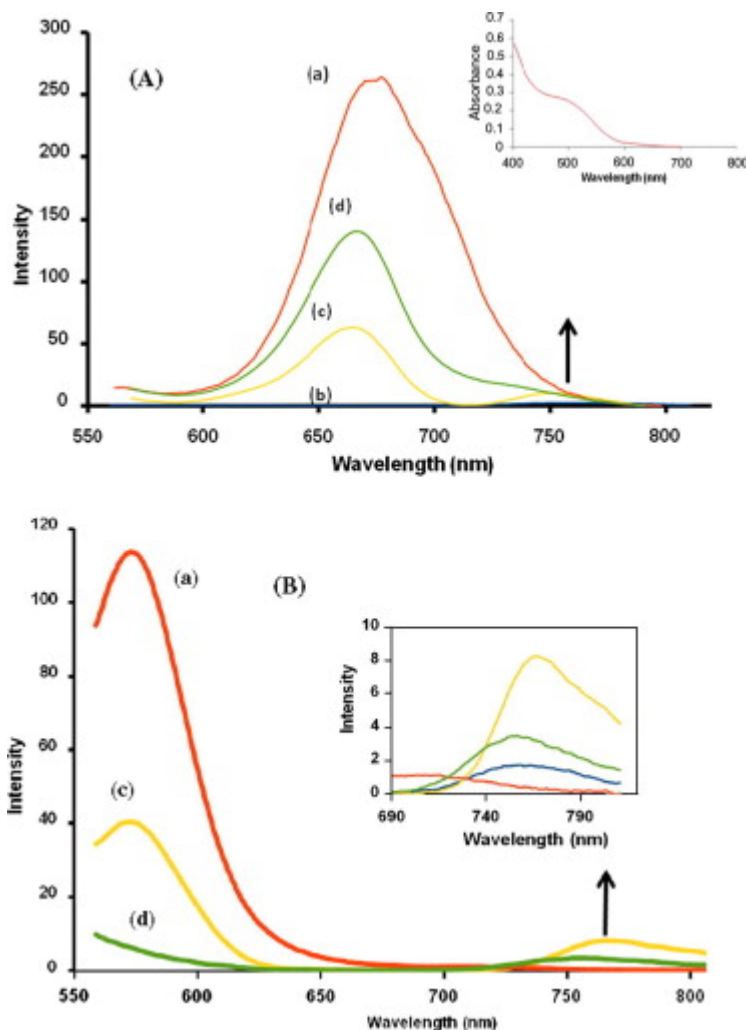 300
250
200
150
100
50
0
Intensity
(A)
(a)
(d)
(c)
(b)
550 600 650 700 750 800
Wavelength (nm)
0.7
0.6
0.5
0.4
0.3
0.2
0.1
0
Absorbance
400 500 600 700 800
Wavelength(nm)
120
100
80
60
40
20
0
Intensity
(a)
(B)
(c)
(d)
550 600 650 700 750 800
Wavelength (nm)
10
8
6
4
2
0
Intensity
690 740 790
Wavelength (nm)